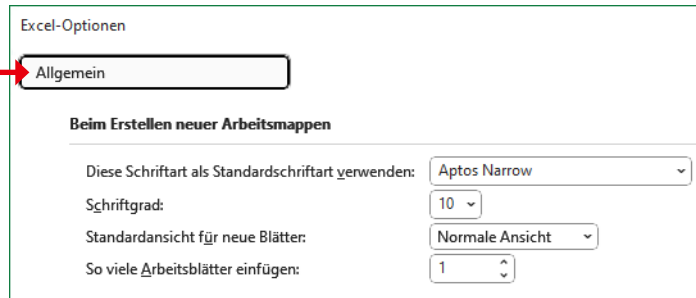 Excel-Optionen
Allgemein
Beim Erstellen neuer Arbeitsmappen
Diese Schriftart als Standardschriftart verwenden: Aptos Narrow
Schriftgrad: 10
Standardansicht für neue Blätter: Normale Ansicht
So viele Arbeitsblätter einfügen: 1